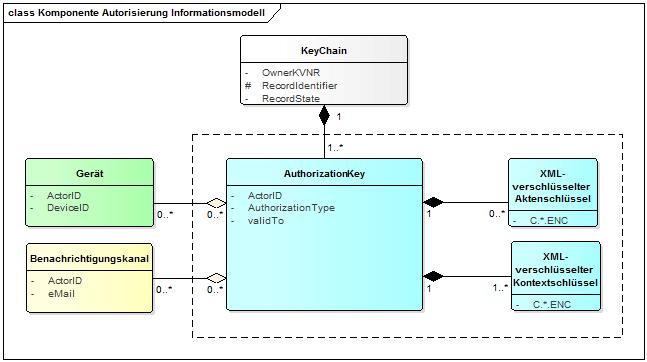 class Komponente Autorisierung Informationsmodell
KeyChain
- OwnerKVNR
# RecordIdentifier
- RecordState
1
1..*
Gerät
- ActorID
- DeviceID
0..*
0..*
AuthorizationKey
- ActorID
- AuthorizationType
- validTo
1
0..*
XML-
verschlüsselter
Aktenschlüssel
- C.*.ENC
Benachrichtigungskanal
- ActorID
- eMail
0..*
0..*
1
1..*
XML-
verschlüsselter
Kontextschlüssel
- C.*.ENC